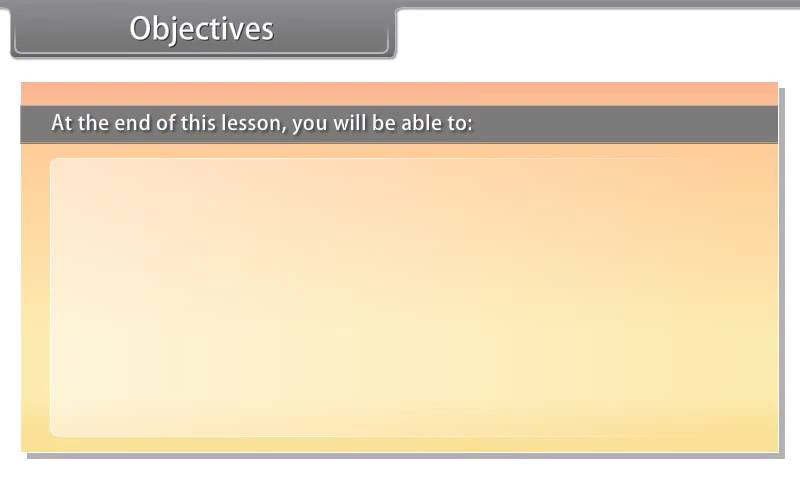 Objectives
At the end of this lesson, you will be able to: